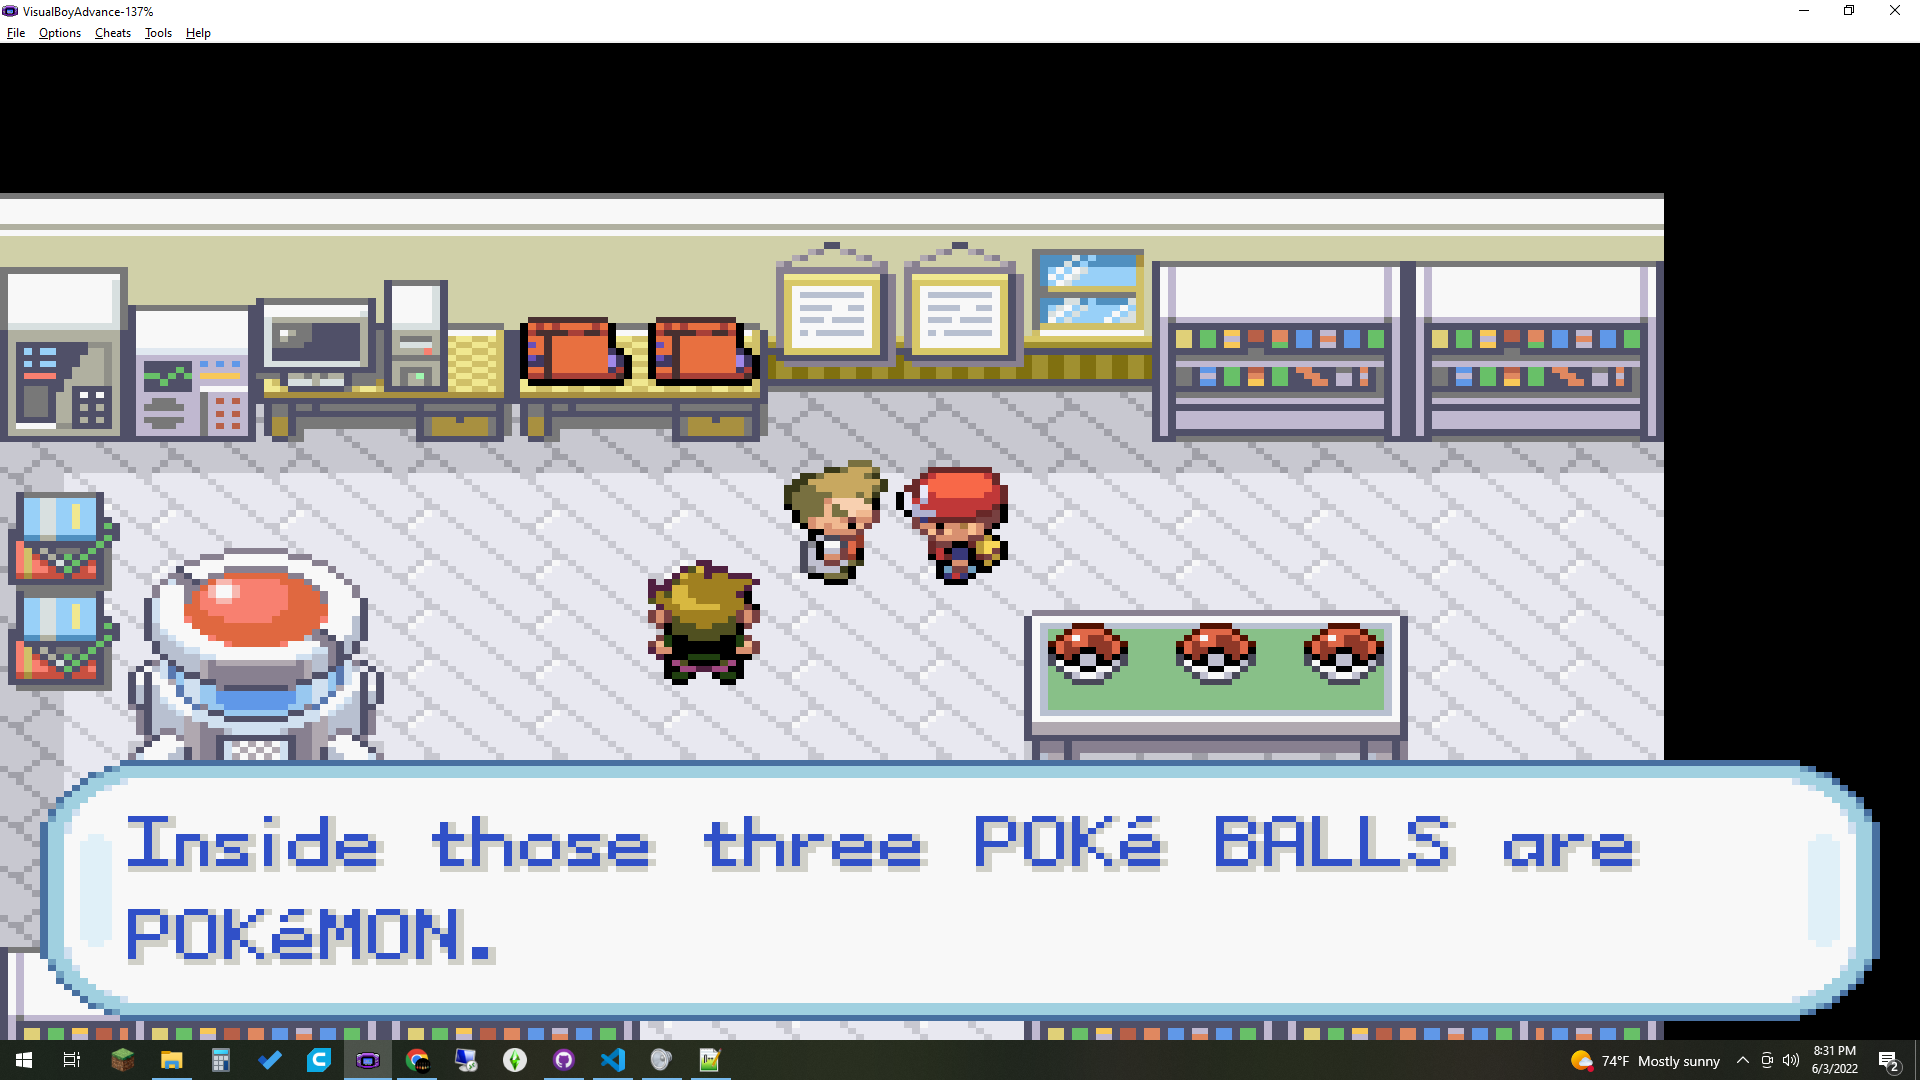 VisualBoyAdvance-137%
File Options Cheats Tools Help
Inside those three POKé BALLS are
POKéMON.
74°F Mostly sunny
8:31 PM
6/3/2022
2